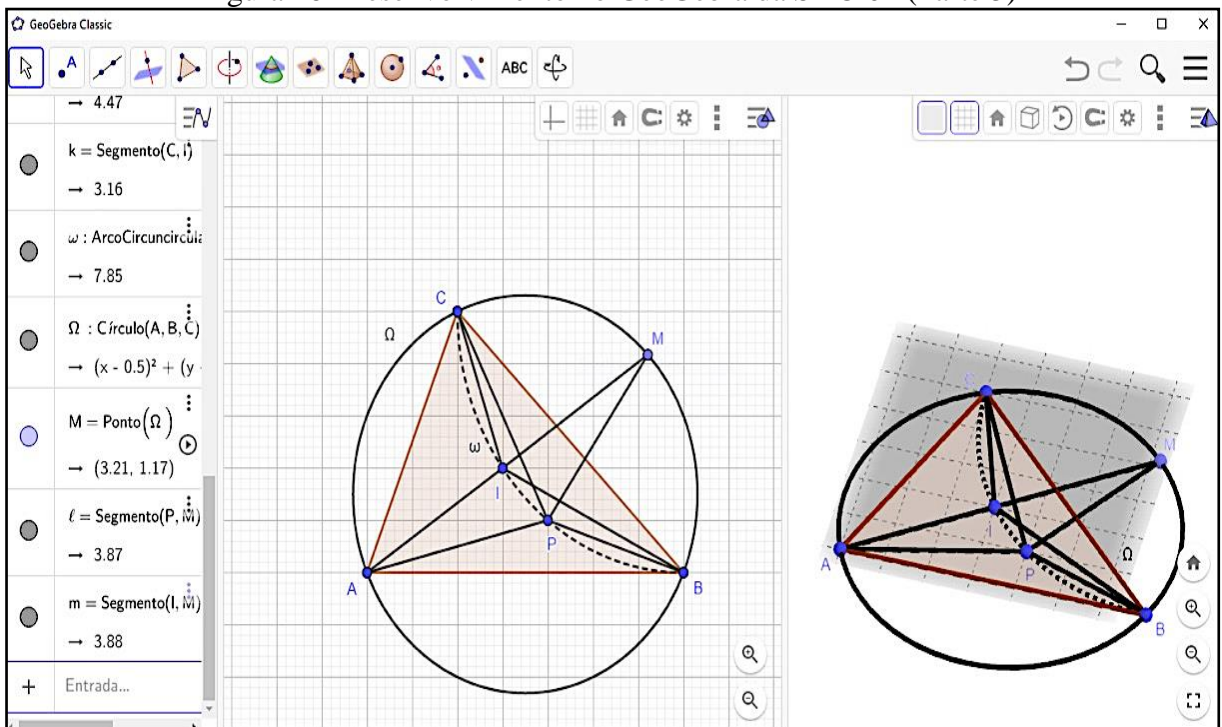 GeoGebra Classic
ABC
→ 4.47
k = Segmento(C, I)
→ 3.16
ω : ArcoCircuncircula
→ 7.85
Ω : Círculo(A, B, C)
→ (x - 0.5)² + (y
M = Ponto(Ω)
→ (3.21, 1.17)
ℓ = Segmento(P, M)
→ 3.87
m = Segmento(I, M)
→ 3.88
+ Entrada...
C
Ω
M
ω
I
P
A
B
C
M
I
Ω
A
P
B